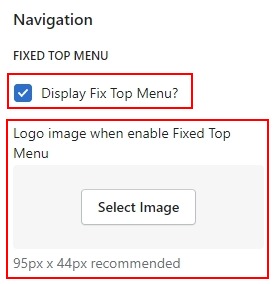 Navigation
FIXED TOP MENU
Display Fix Top Menu?
Logo image when enable Fixed Top
Menu
Select Image
95px x 44px recommended